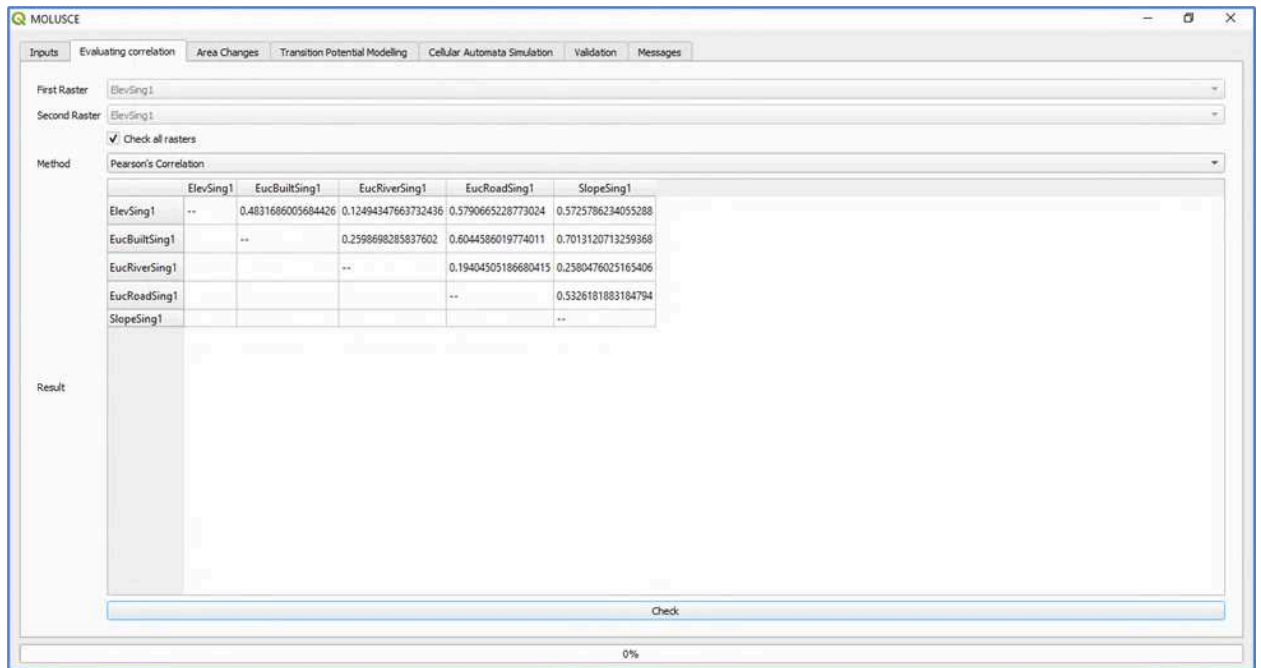 MOLUSCE
Inputs Evaluating correlation Area Changes Transition Potential Modelling Cellular Automata Simulation Validation Messages
First Raster ElevSing1
Second Raster ElevSing1
Check all rasters
Method Pearson's Correlation
ElevSing1 EucBuiltSing1 EucRiverSing1 EucRoadSing1 SlopeSing1
ElevSing1 -- 0.4831686005684426 0.12494347663732436 0.5790665228773024 0.5725786234055288
EucBuiltSing1 -- 0.2598698285837602 0.6044586019774011 0.7013120713259368
EucRiverSing1 -- 0.19404505186680415 0.2580476025165406
EucRoadSing1 -- 0.5326181883184794
SlopeSing1 --
Result
Check
0%